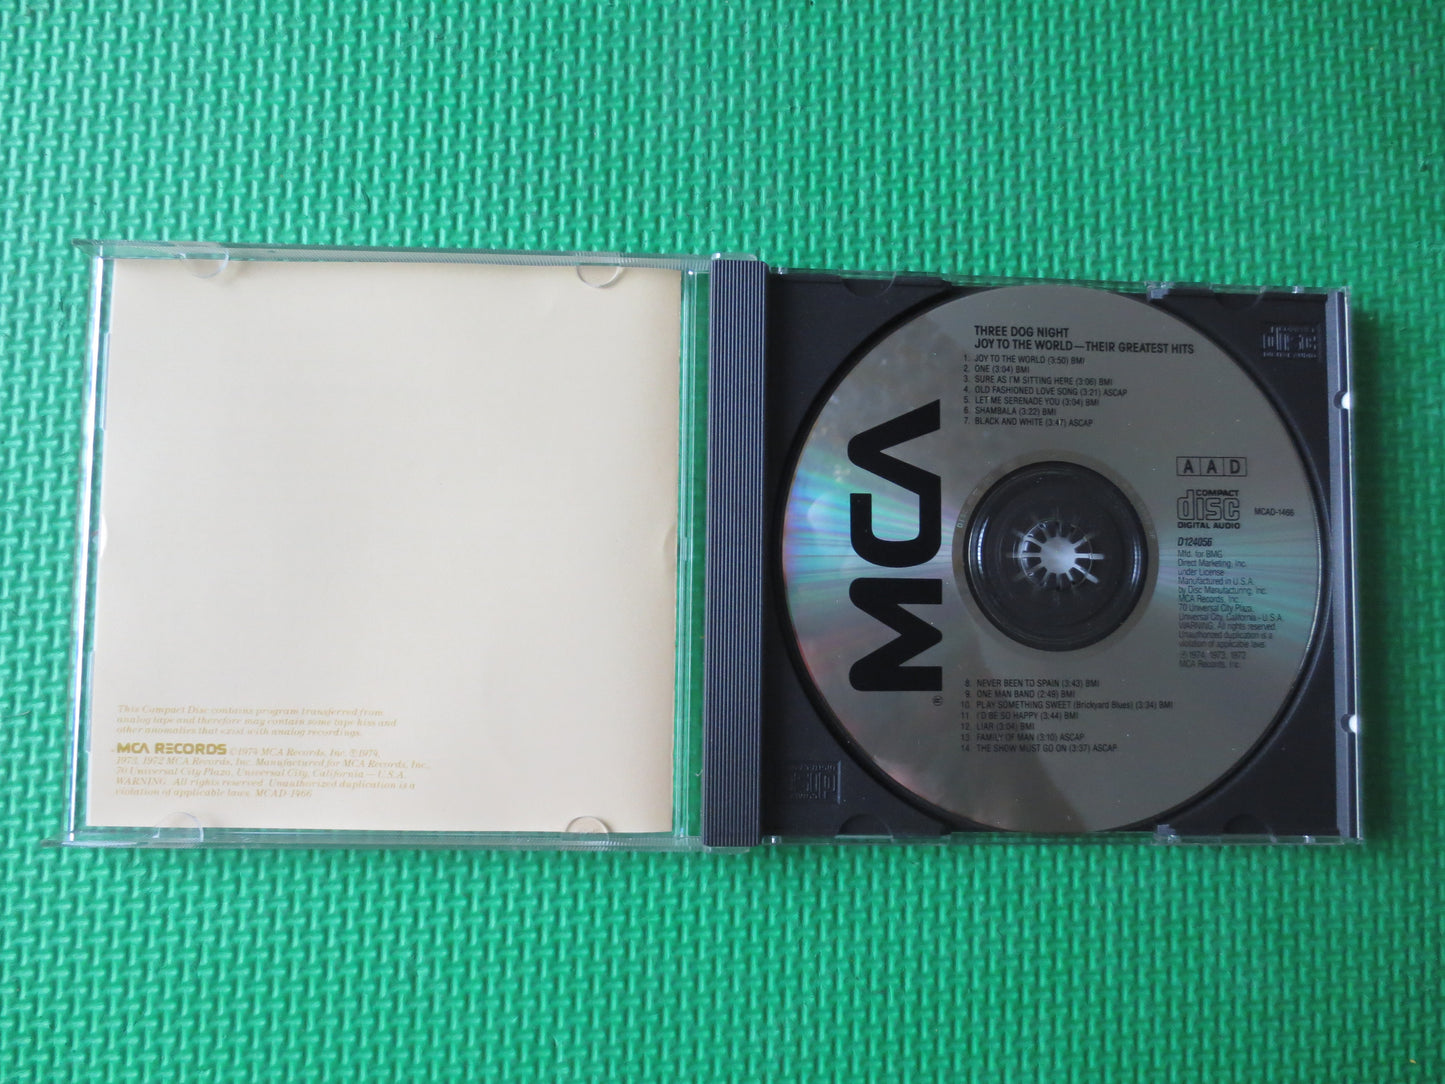 This Compact Disc contains program transferred from
analog tape and therefore may contain some tape hiss and
other anomalies that exist with analog recordings.
MCA RECORDS ©1974 MCA Records, Inc. ℗1974,
1973, 1972 MCA Records, Inc. Manufactured for MCA Records, Inc.,
70 Universal City Plaza, Universal City, California — U.S.A.
WARNING: All rights reserved. Unauthorized duplication is a
violation of applicable laws. MCAD-1466
THREE DOG NIGHT
JOY TO THE WORLD—THEIR GREATEST HITS
1. JOY TO THE WORLD (3:50) BMI
2. ONE (3:04) BMI
3. SURE AS I'M SITTING HERE (3:06) BMI
4. OLD FASHIONED LOVE SONG (3:21) ASCAP
5. LET ME SERENADE YOU (3:04) BMI
6. SHAMBALA (3:22) BMI
7. BLACK AND WHITE (3:47) ASCAP
MCA
®
AAD
COMPACT
disc
DIGITAL AUDIO
MCAD-1466
D124056
Mfd. for BMG
Direct Marketing, Inc.
under License
Manufactured in U.S.A.
by Disc Manufacturing, Inc.
MCA Records, Inc.
70 Universal City Plaza,
Universal City, California - U.S.A.
WARNING: All rights reserved.
Unauthorized duplication is a
violation of applicable laws.
℗ 1974, 1973, 1972
MCA Records, Inc.
8. NEVER BEEN TO SPAIN (3:43) BMI
9. ONE MAN BAND (2:49) BMI
10. PLAY SOMETHING SWEET (Brickyard Blues) (3:34) BMI
11. I'D BE SO HAPPY (3:44) BMI
12. LIAR (3:04) BMI
13. FAMILY OF MAN (3:10) ASCAP
14. THE SHOW MUST GO ON (3:37) ASCAP
COMPACT
disc
DIGITAL AUDIO